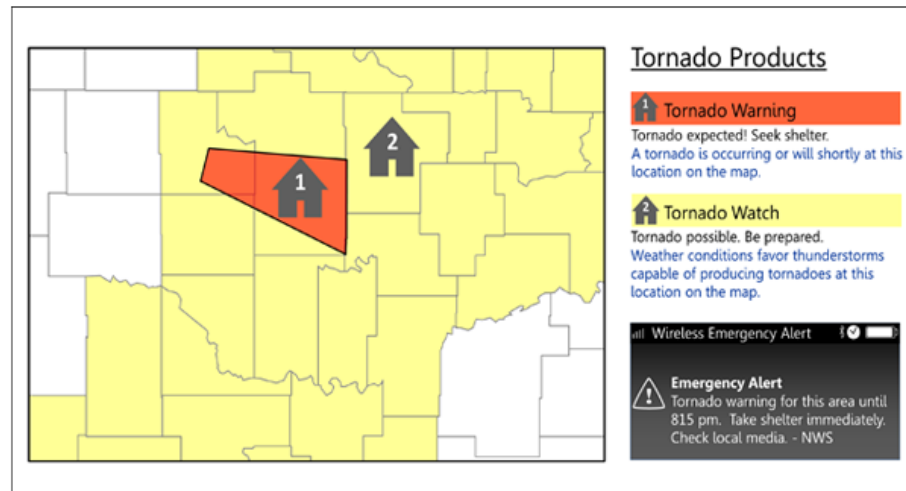 Tornado Products
1 Tornado Warning
Tornado expected! Seek shelter.
A tornado is occurring or will shortly at this
location on the map.
2 Tornado Watch
Tornado possible. Be prepared.
Weather conditions favor thunderstorms
capable of producing tornadoes at this
location on the map.
Wireless Emergency Alert
Emergency Alert
Tornado warning for this area until
815 pm. Take shelter immediately.
Check local media. - NWS
1
2